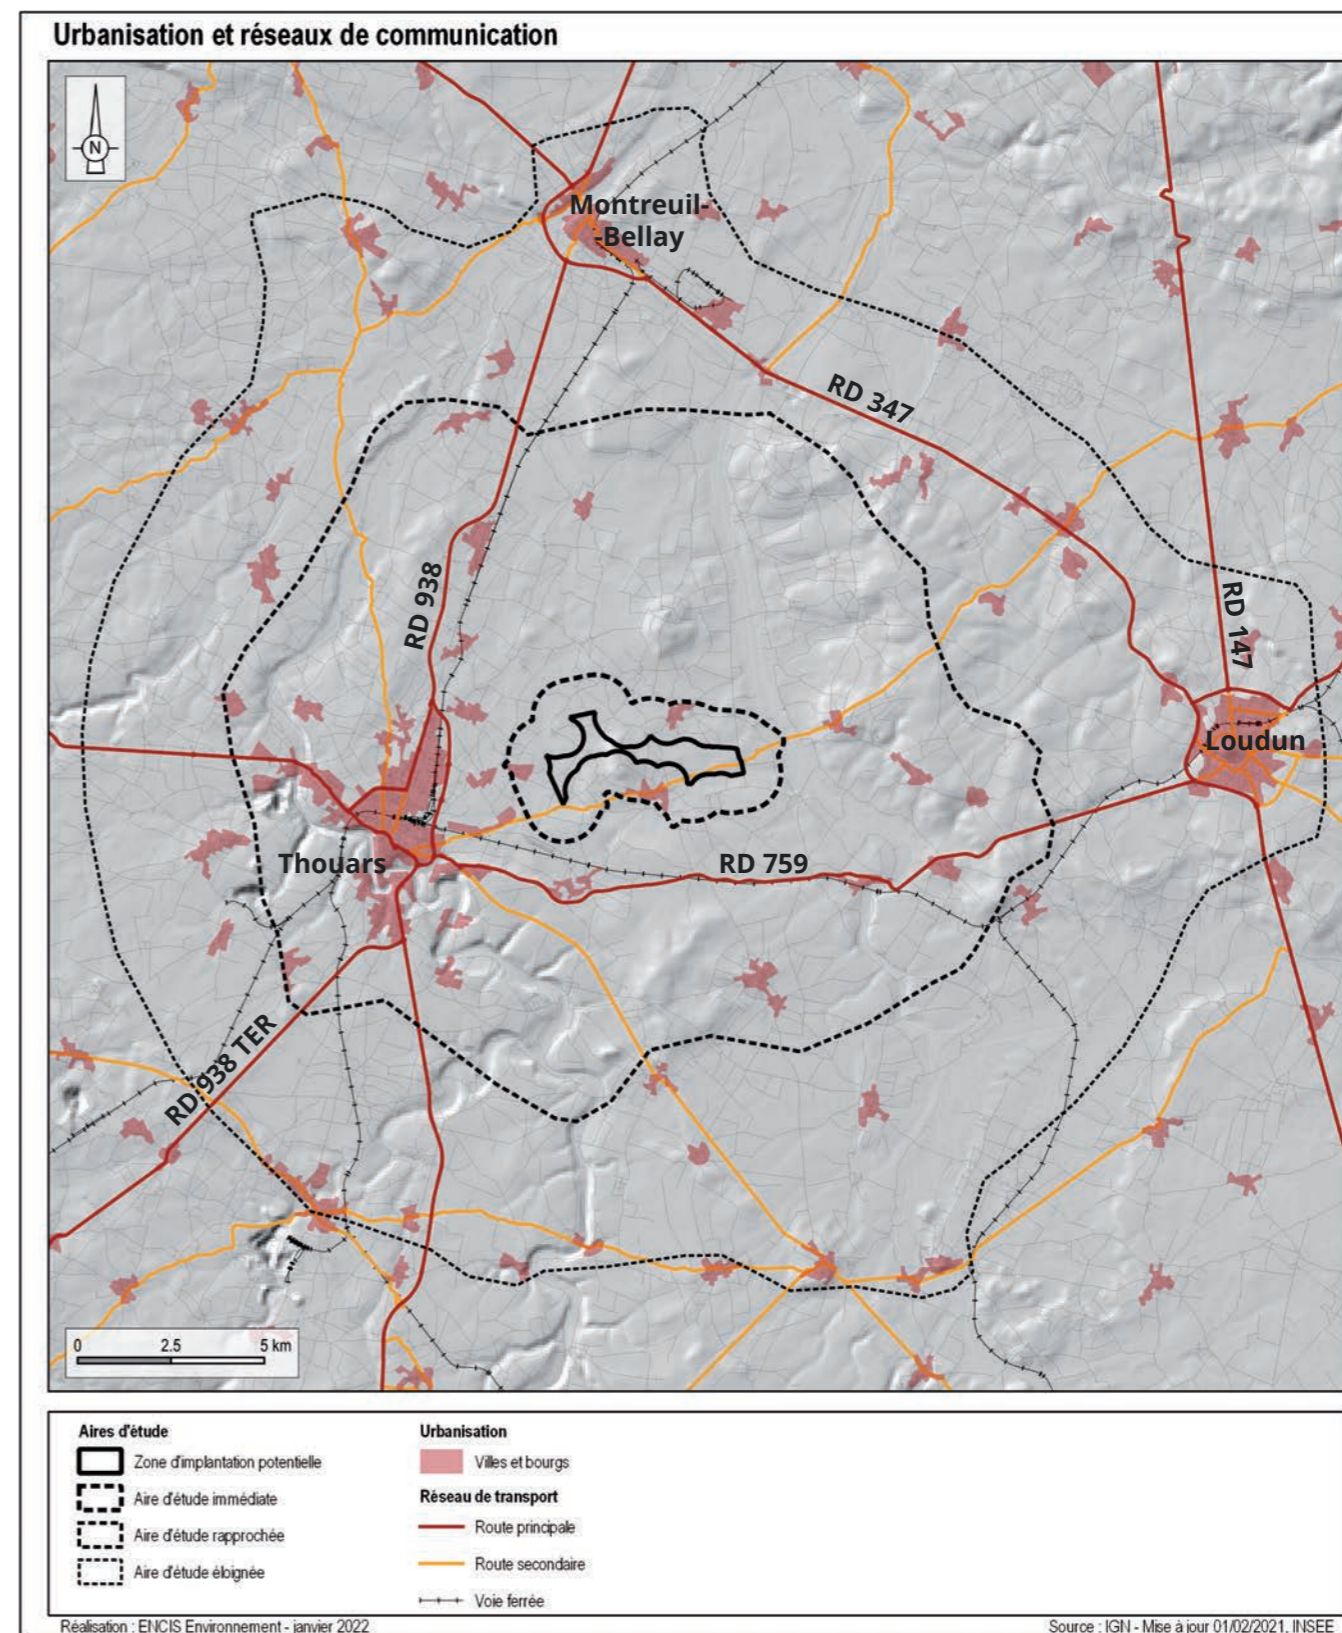 Urbanisation et réseaux de communication
N
Montreuil-
-Bellay
RD 347
RD 938
RD 147
Loudun
Thouars
RD 759
RD 938 TER
0 2.5 5 km
Aires d'étude
Zone d'implantation potentielle
Aire d'étude immédiate
Aire d'étude rapprochée
Aire d'étude éloignée
Urbanisation
Villes et bourgs
Réseau de transport
Route principale
Route secondaire
Voie ferrée
Réalisation : ENCIS Environnement - janvier 2022
Source : IGN - Mise à jour 01/02/2021, INSEE